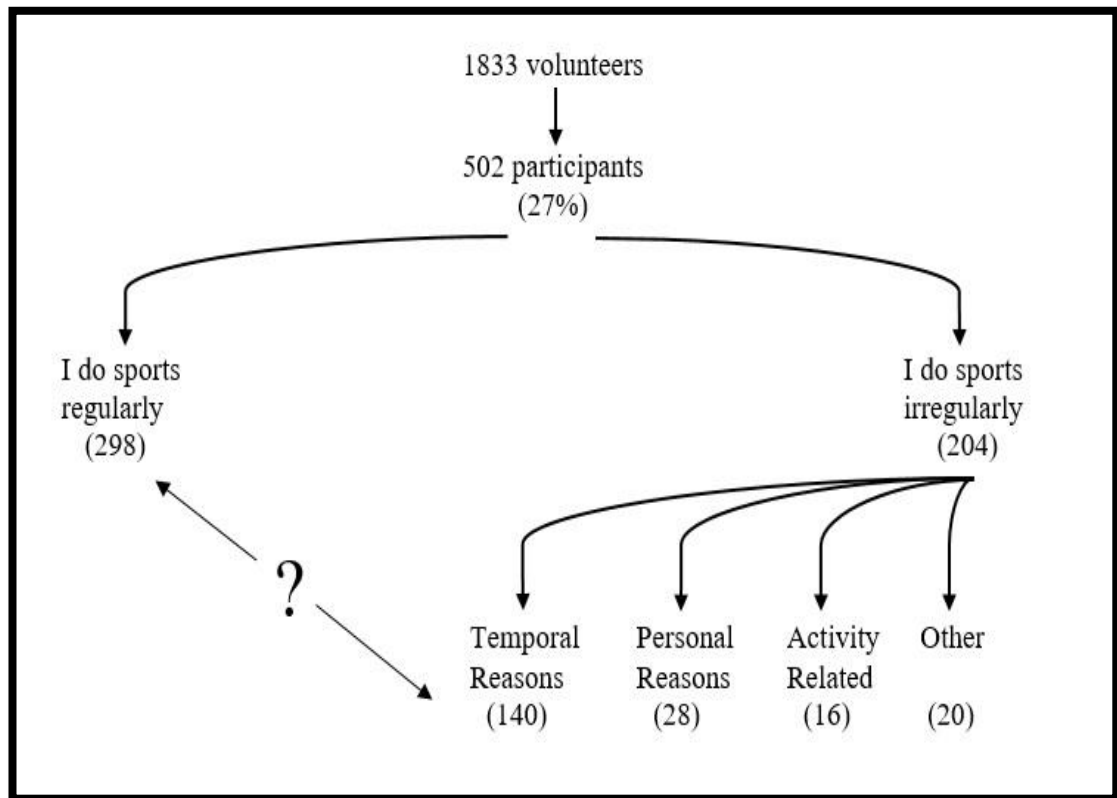 1833 volunteers
502 participants
(27%)
I do sports
regularly
(298)
I do sports
irregularly
(204)
?
Temporal
Reasons
(140)
Personal
Reasons
(28)
Activity
Related
(16)
Other
(20)